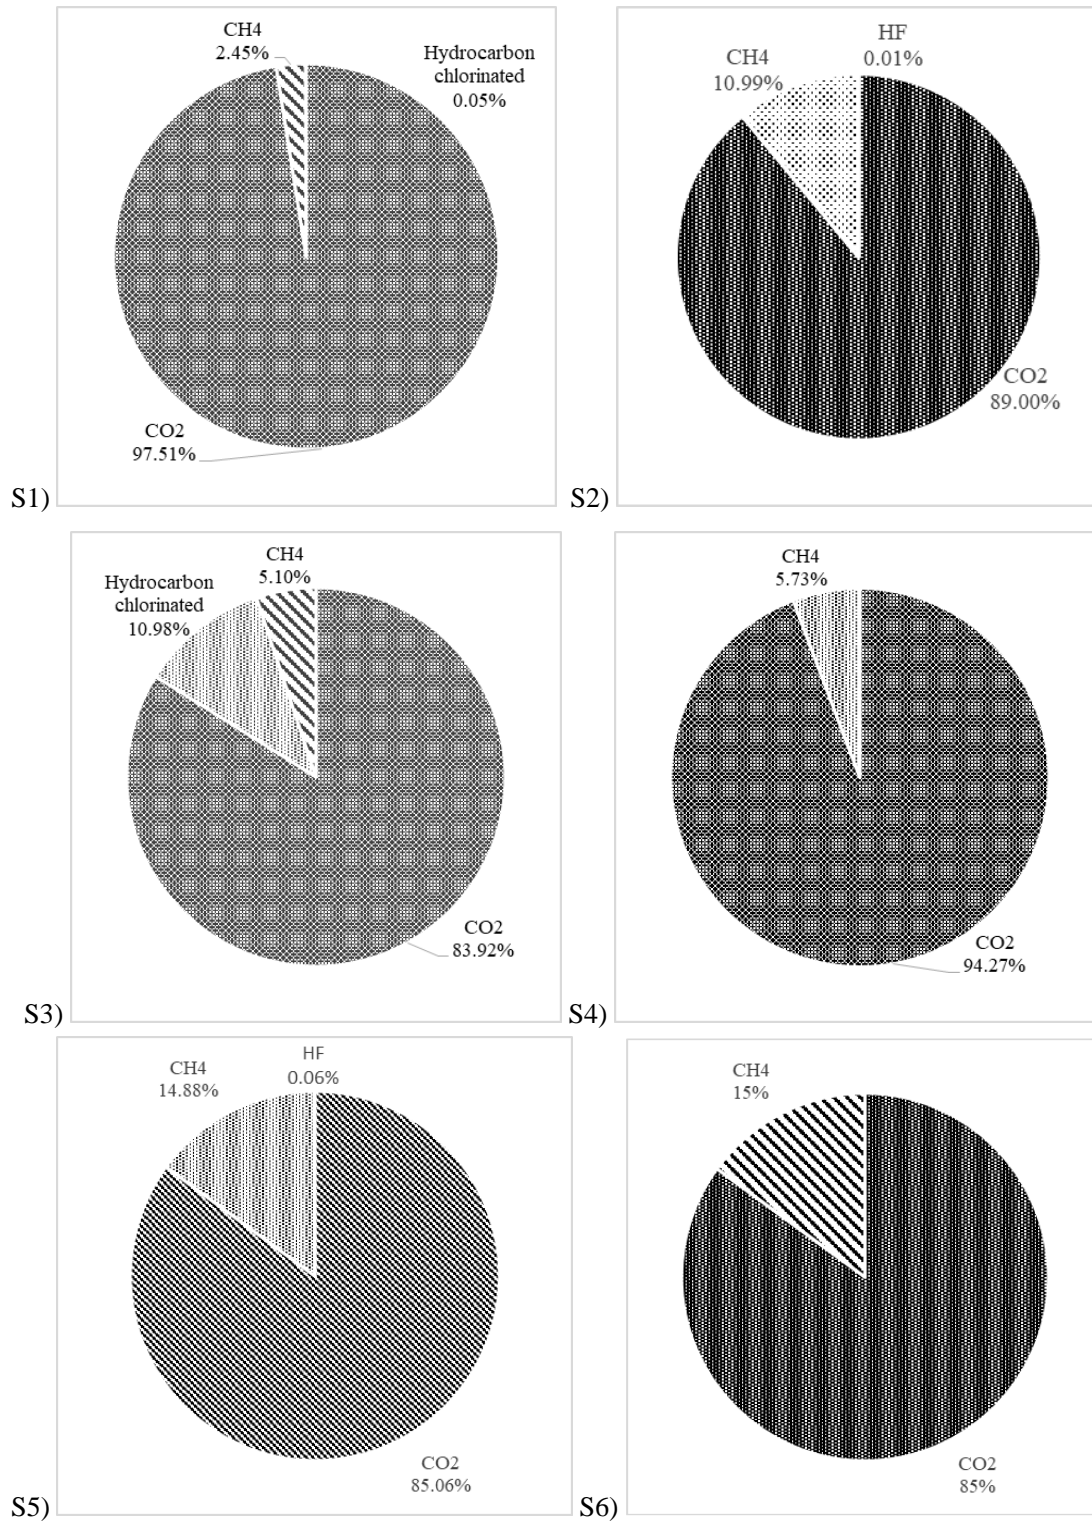 CH4
2.45%
Hydrocarbon
chlorinated
0.05%
CO2
97.51%
S1)
HF
0.01%
CH4
10.99%
CO2
89.00%
S2)
CH4
5.10%
Hydrocarbon
chlorinated
10.98%
CO2
83.92%
S3)
CH4
5.73%
CO2
94.27%
S4)
HF
0.06%
CH4
14.88%
CO2
85.06%
S5)
CH4
15%
CO2
85%
S6)